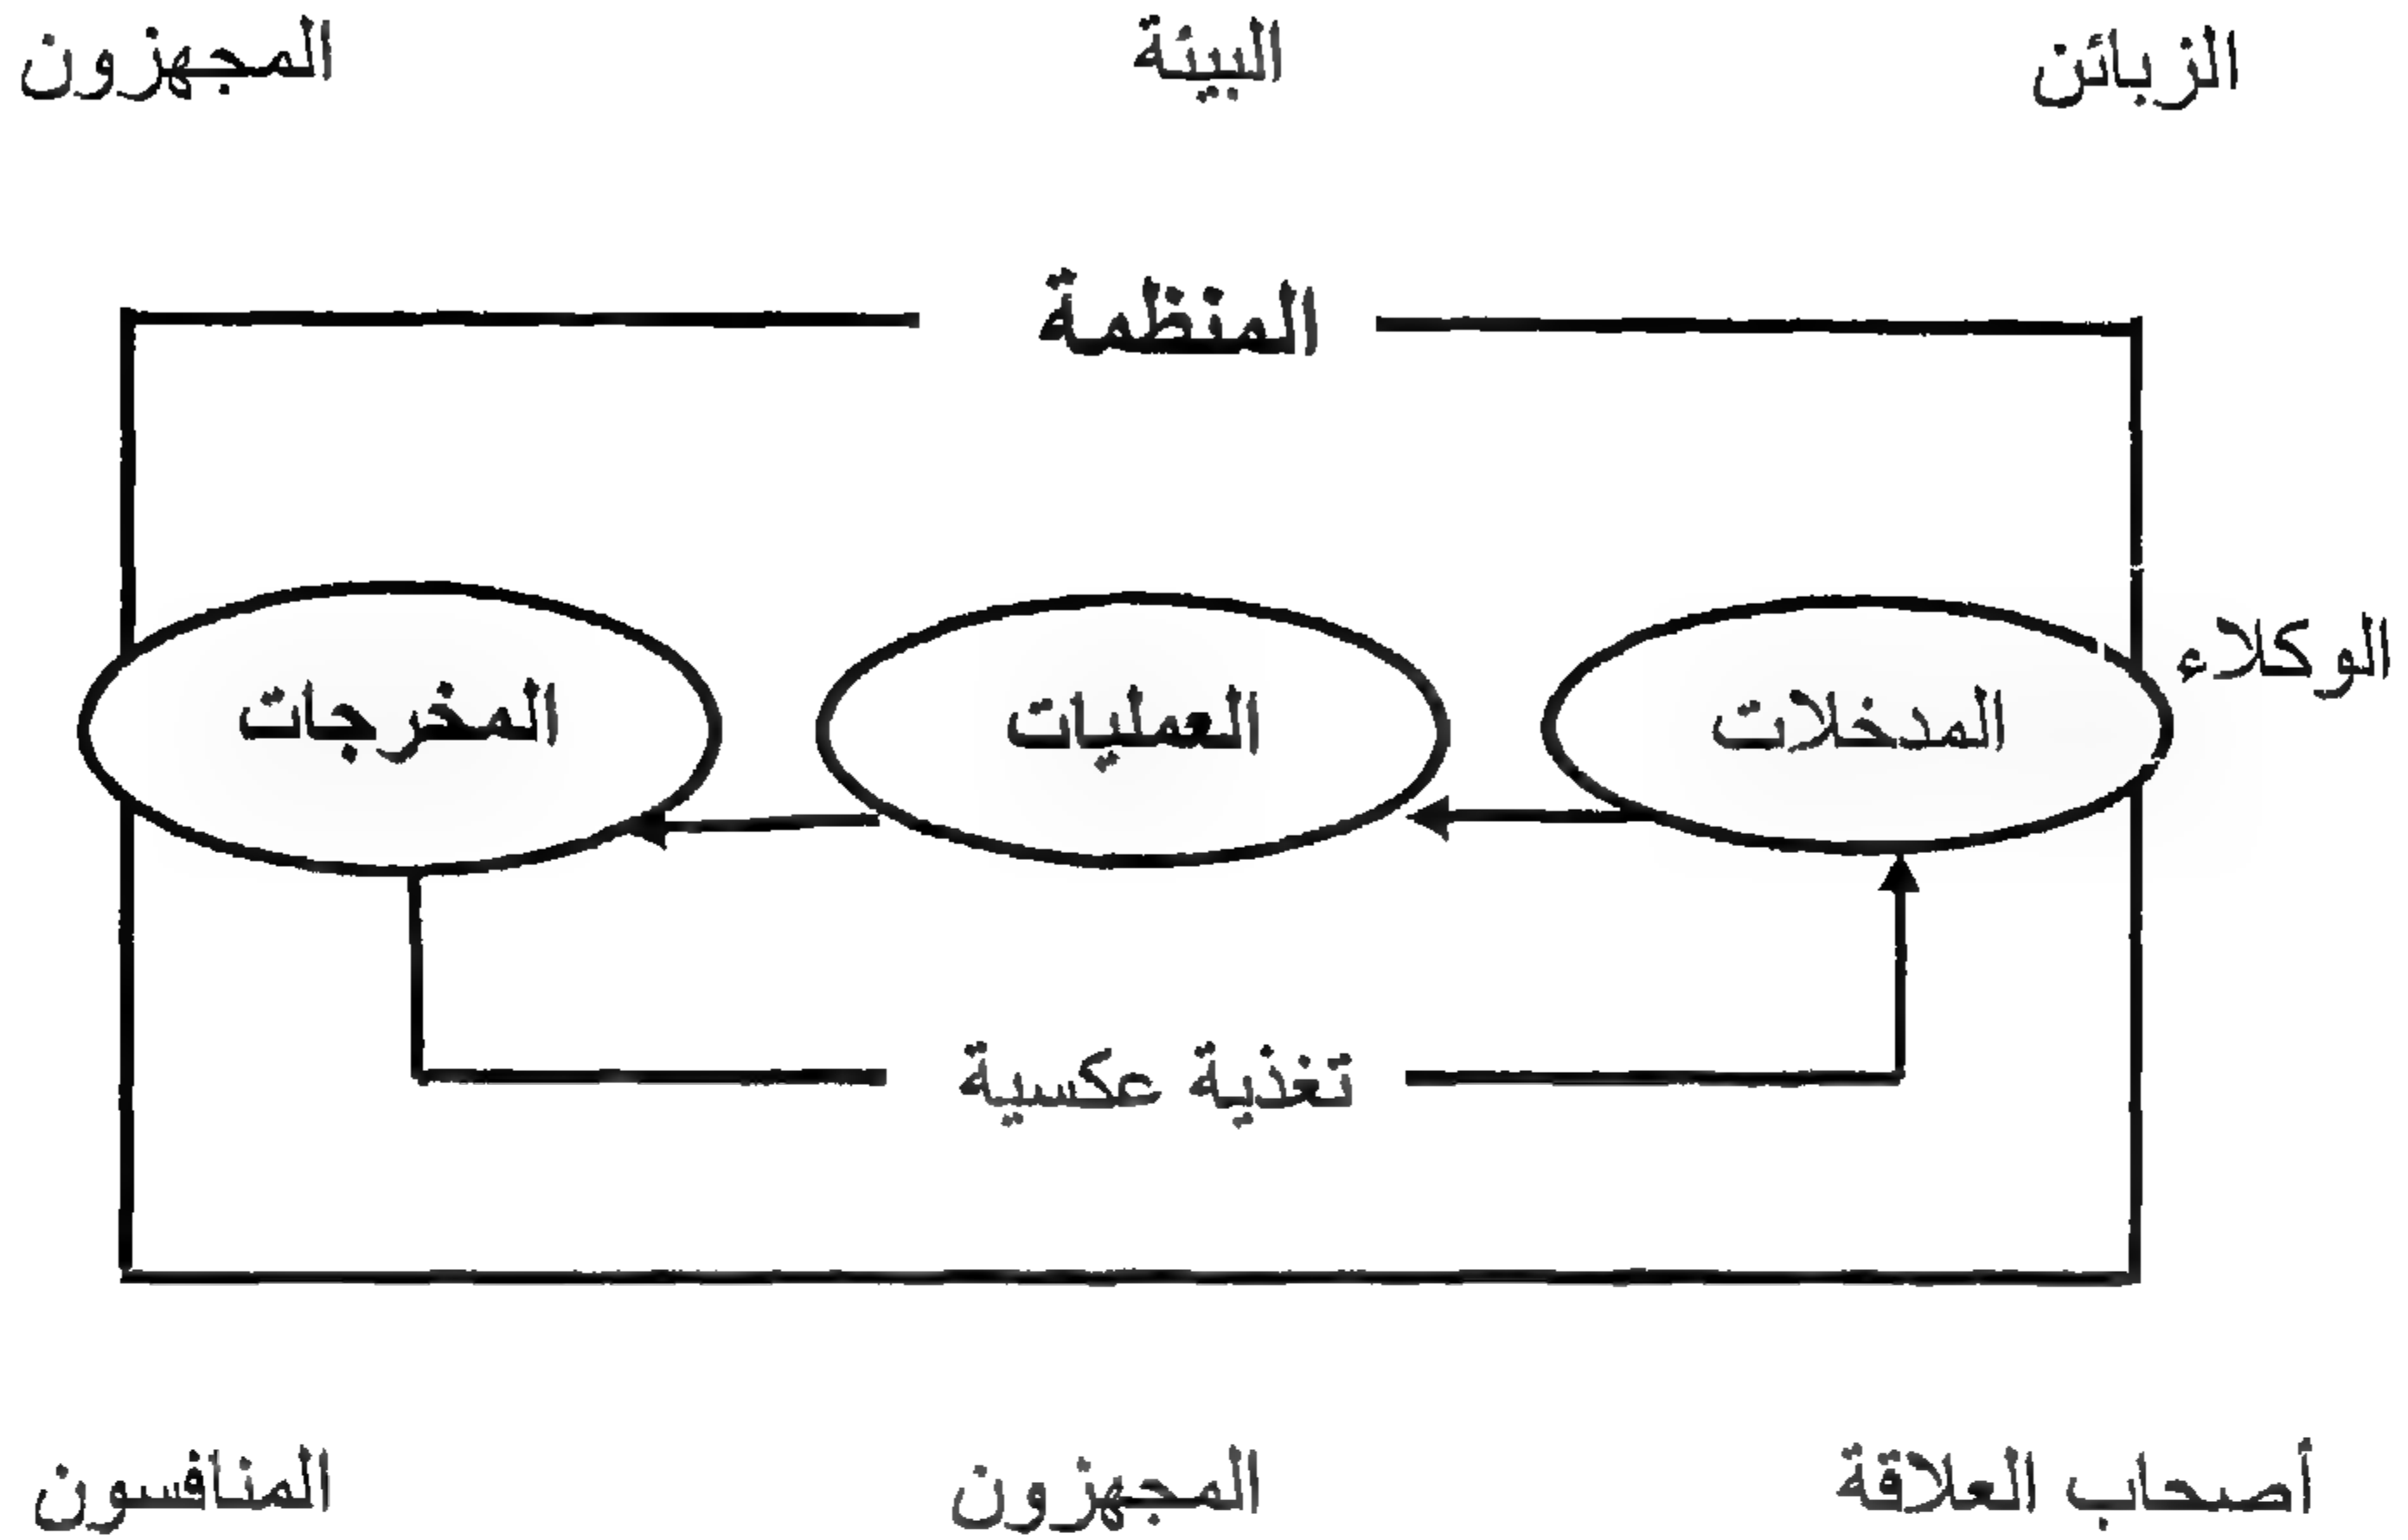 الزبائن البيئة المجهزون
المنظمة
الوكلاء
المدخلات العمليات المخرجات
تغذية عكسية
أصحاب العلاقة المجهزون المنافسون